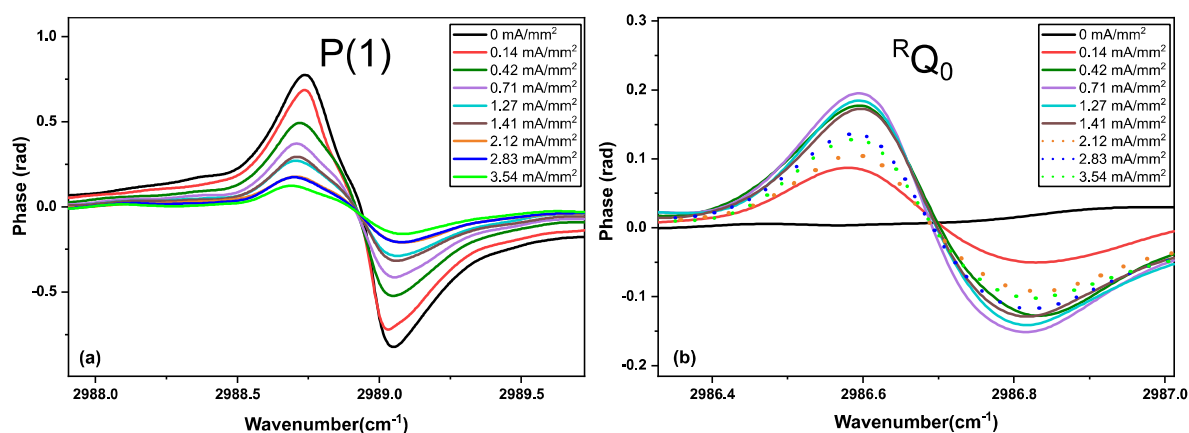 P(1)
0 mA/mm²
0.14 mA/mm²
0.42 mA/mm²
0.71 mA/mm²
1.27 mA/mm²
1.41 mA/mm²
2.12 mA/mm²
2.83 mA/mm²
3.54 mA/mm²
1.0
0.5
0.0
-0.5
Phase (rad)
(a)
2988.0
2988.5
2989.0
2989.5
Wavenumber(cm⁻¹)
ᴿQ₀
0 mA/mm²
0.14 mA/mm²
0.42 mA/mm²
0.71 mA/mm²
1.27 mA/mm²
1.41 mA/mm²
2.12 mA/mm²
2.83 mA/mm²
3.54 mA/mm²
0.3
0.2
0.1
0.0
-0.1
-0.2
Phase (rad)
(b)
2986.4
2986.6
2986.8
2987.0
Wavenumber(cm⁻¹)